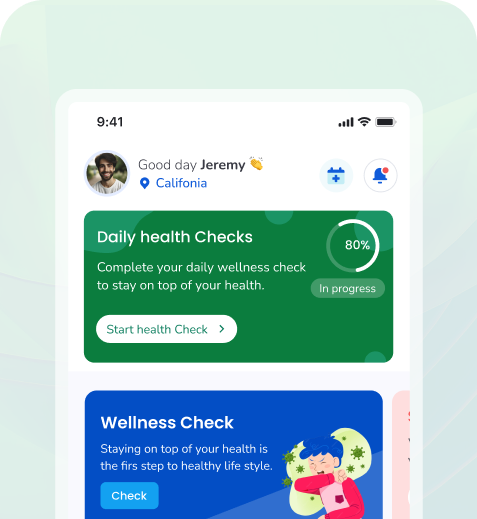 9:41
Good day Jeremy 👏
Califonia
Daily health Checks
80%
Complete your daily wellness check
to stay on top of your health.
In progress
Start health Check
Wellness Check
Staying on top of your health is
the firs step to healthy life style.
Check